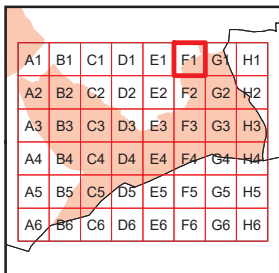 A1 B1 C1 D1 E1 F1 G1 H1
A2 B2 C2 D2 E2 F2 G2 H2
A3 B3 C3 D3 E3 F3 G3 H3
A4 B4 C4 D4 E4 F4 G4 H4
A5 B5 C5 D5 E5 F5 G5 H5
A6 B6 C6 D6 E6 F6 G6 H6